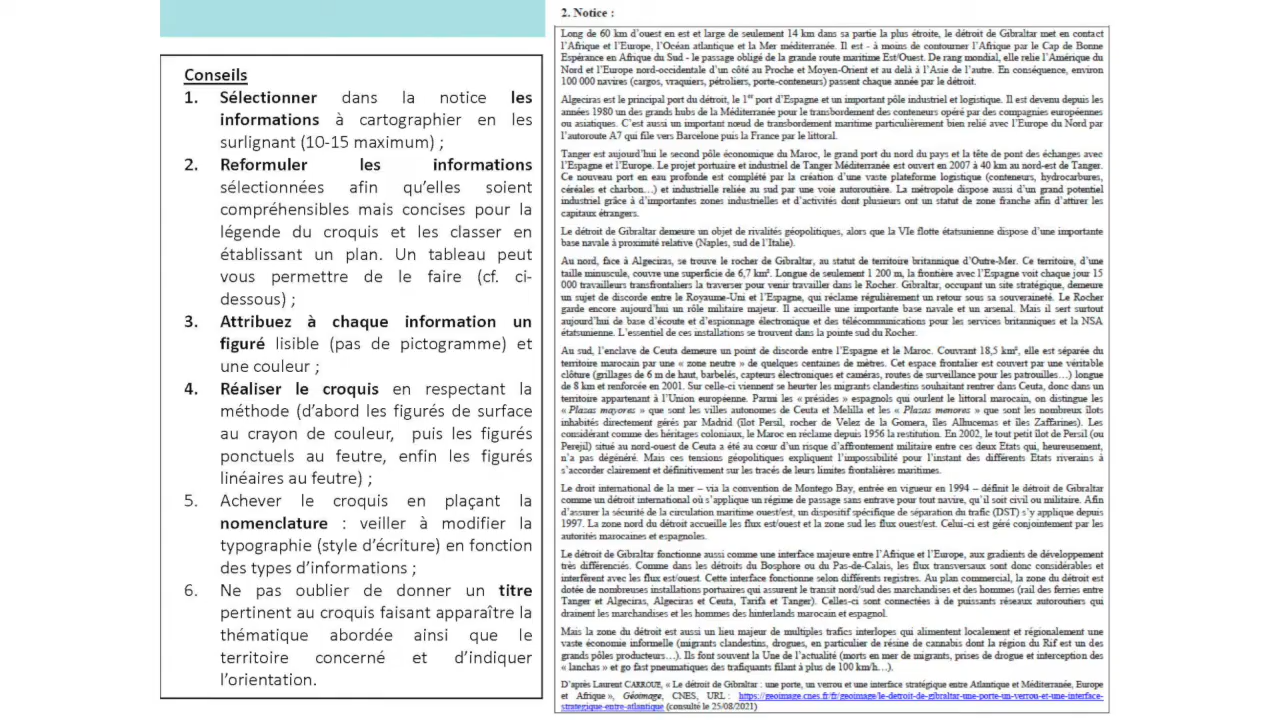 Conseils
1. Sélectionner dans la notice les
informations à cartographier en les
surlignant (10-15 maximum) ;
2. Reformuler les informations
sélectionnées afin qu'elles soient
compréhensibles mais concises pour la
légende du croquis et les classer en
établissant un plan. Un tableau peut
vous permettre de le faire (cf. ci-
dessous) ;
3. Attribuez à chaque information un
figuré lisible (pas de pictogramme) et
une couleur ;
4. Réaliser le croquis en respectant la
méthode (d'abord les figurés de surface
au crayon de couleur, puis les figurés
ponctuels au feutre, enfin les figurés
linéaires au feutre) ;
5. Achever le croquis en plaçant la
nomenclature : veiller à modifier la
typographie (style d'écriture) en fonction
des types d'informations ;
6. Ne pas oublier de donner un titre
pertinent au croquis faisant apparaître la
thématique abordée ainsi que le
territoire concerné et d'indiquer
l'orientation.
2. Notice :
Long de 60 km d'ouest en est et large de seulement 14 km dans sa partie la plus étroite, le détroit de Gibraltar met en contact
l'Afrique et l'Europe, l'Océan atlantique et la Mer méditerranée. Il est - à moins de contourner l'Afrique par le Cap de Bonne
Espérance en Afrique du Sud - le passage obligé de la grande route maritime Est/Ouest. De rang mondial, elle relie l'Amérique du
Nord et l'Europe nord-occidentale d'un côté au Proche et Moyen-Orient et au delà à l'Asie de l'autre. En conséquence, environ
100 000 navires (cargos, vraquiers, pétroliers, porte-conteneurs) passent chaque année par le détroit.
Algeciras est le principal port du détroit, le 1er port d'Espagne et un important pôle industriel et logistique. Il est devenu depuis les
années 1980 un des grands hubs de la Méditerranée pour le transbordement des conteneurs opéré par des compagnies européennes
ou asiatiques. C'est aussi un important nœud de transbordement maritime particulièrement bien relié avec l'Europe du Nord par
l'autoroute A7 qui file vers Barcelone puis la France par le littoral.
Tanger est aujourd'hui le second pôle économique du Maroc, le grand port du nord du pays et la tête de pont des échanges avec
l'Espagne et l'Europe. Le projet portuaire et industriel de Tanger Méditerranée est ouvert en 2007 à 40 km au nord-est de Tanger.
Ce nouveau port en eau profonde est complété par la création d'une vaste plateforme logistique (conteneurs, hydrocarbures,
céréales et charbon…) et industrielle reliée au sud par une voie autoroutière. La métropole dispose aussi d'un grand potentiel
industriel grâce à d'importantes zones industrielles et d'activités dont plusieurs ont un statut de zone franche afin d'attirer les
capitaux étrangers.
Le détroit de Gibraltar demeure un objet de rivalités géopolitiques, alors que la VIe flotte étatsunienne dispose d'une importante
base navale à proximité relative (Naples, sud de l'Italie).
Au nord, face à Algeciras, se trouve le rocher de Gibraltar, au statut de territoire britannique d'Outre-Mer. Ce territoire, d'une
taille minuscule, couvre une superficie de 6,7 km². Longue de seulement 1 200 m, la frontière avec l'Espagne voit chaque jour 15
000 travailleurs transfrontaliers la traverser pour venir travailler dans le Rocher. Gibraltar, occupant un site stratégique, demeure
un sujet de discorde entre le Royaume-Uni et l'Espagne, qui réclame régulièrement un retour sous sa souveraineté. Le Rocher
garde encore aujourd'hui un rôle militaire majeur. Il accueille une importante base navale et un arsenal. Mais il sert surtout
aujourd'hui de base d'écoute et d'espionnage électronique et des télécommunications pour les services britanniques et la NSA
étatsunienne. L'essentiel de ces installations se trouvent dans la pointe sud du Rocher.
Au sud, l'enclave de Ceuta demeure un point de discorde entre l'Espagne et le Maroc. Couvrant 18,5 km², elle est séparée du
territoire marocain par une « zone neutre » de quelques centaines de mètres. Cet espace frontalier est couvert par une véritable
clôture (grillages de 6 m de haut, barbelés, capteurs électroniques et caméras, routes de surveillance pour les patrouilles…) longue
de 8 km et renforcée en 2001. Sur celle-ci viennent se heurter les migrants clandestins souhaitant rentrer dans Ceuta, donc dans un
territoire appartenant à l'Union européenne. Parmi les « présides » espagnols qui ourlent le littoral marocain, on distingue les
« Plazas mayores » que sont les villes autonomes de Ceuta et Melilla et les « Plazas menores » que sont les nombreux îlots
inhabités directement gérés par Madrid (îlot Persil, rocher de Velez de la Gomera, îles Alhucemas et îles Zaffarines). Les
considérant comme des héritages coloniaux, le Maroc en réclame depuis 1956 la restitution. En 2002, le tout petit îlot de Persil (ou
Perejil) situé au nord-ouest de Ceuta a été au cœur d'un risque d'affrontement militaire entre ces deux Etats qui, heureusement,
n'a pas dégénéré. Mais ces tensions géopolitiques expliquent l'impossibilité pour l'instant des différents Etats riverains à
s'accorder clairement et définitivement sur les tracés de leurs limites frontalières maritimes.
Le droit international de la mer – via la convention de Montego Bay, entrée en vigueur en 1994 – définit le détroit de Gibraltar
comme un détroit international où s'applique un régime de passage sans entrave pour tout navire, qu'il soit civil ou militaire. Afin
d'assurer la sécurité de la circulation maritime ouest/est, un dispositif spécifique de séparation du trafic (DST) s'y applique depuis
1997. La zone nord du détroit accueille les flux est/ouest et la zone sud les flux ouest/est. Celui-ci est géré conjointement par les
autorités marocaines et espagnoles.
Le détroit de Gibraltar fonctionne aussi comme une interface majeure entre l'Afrique et l'Europe, aux gradients de développement
très différenciés. Comme dans les détroits du Bosphore ou du Pas-de-Calais, les flux transversaux sont donc considérables et
interfèrent avec les flux est/ouest. Cette interface fonctionne selon différents registres. Au plan commercial, la zone du détroit est
dotée de nombreuses installations portuaires qui assurent le transit nord/sud des marchandises et des hommes (rail des ferries entre
Tanger et Algeciras, Algeciras et Ceuta, Tarifa et Tanger). Celles-ci sont connectées à de puissants réseaux autoroutiers qui
drainent les marchandises et les hommes des hinterlands marocain et espagnol.
Mais la zone du détroit est aussi un lieu majeur de multiples trafics interlopes qui alimentent localement et régionalement une
vaste économie informelle (migrants clandestins, drogues, en particulier de résine de cannabis dont la région du Rif est un des
grands pôles producteurs…). Ils font souvent la Une de l'actualité (morts en mer de migrants, prises de drogue et interception des
« lanchas » et go fast pneumatiques des trafiquants filant à plus de 100 km/h…).
D'après Laurent CARROUE, « Le détroit de Gibraltar : une porte, un verrou et une interface stratégique entre Atlantique et Méditerranée, Europe
et Afrique », Géoimage, CNES, URL : https://geoimage.cnes.fr/fr/geoimage/le-detroit-de-gibraltar-une-porte-un-verrou-et-une-interface-
strategique-entre-atlantique (consulté le 25/08/2021)